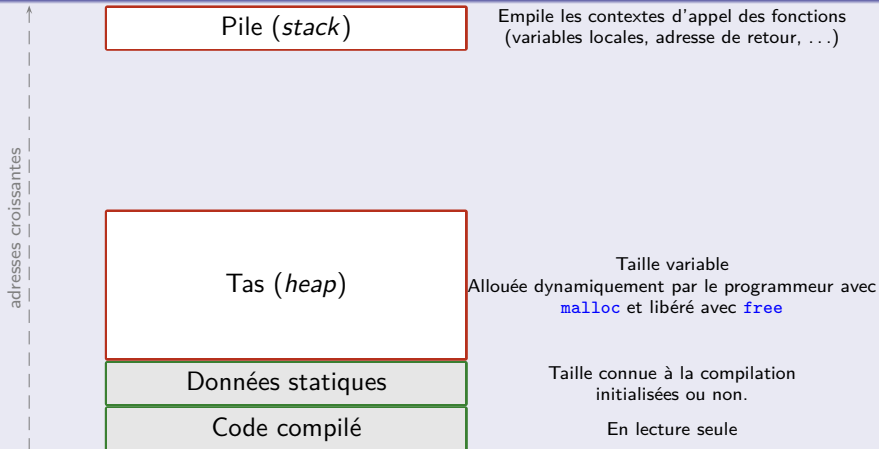 Pile (stack)
Empile les contextes d'appel des fonctions
(variables locales, adresse de retour, ...)
adresses croissantes
Tas (heap)
Taille variable
Allouée dynamiquement par le programmeur avec
malloc et libéré avec free
Données statiques
Taille connue à la compilation
initialisées ou non.
Code compilé
En lecture seule